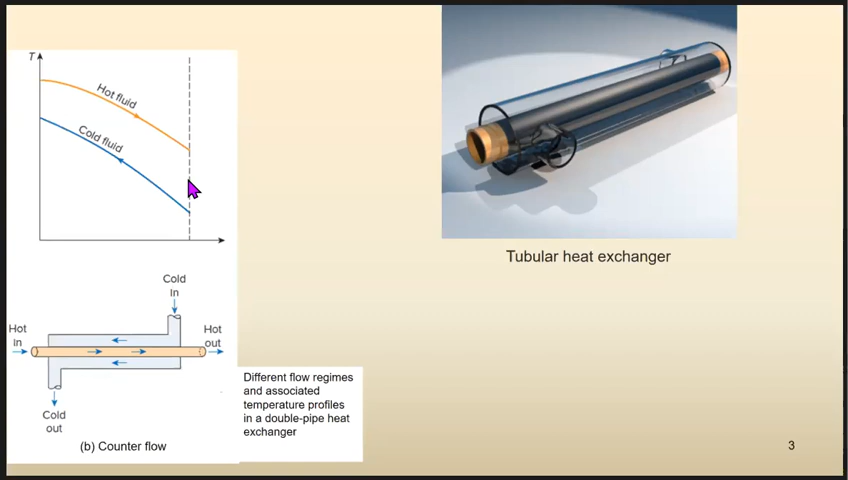 T
Hot fluid
Cold fluid
Cold
in
Hot
in
Hot
out
Cold
out
(b) Counter flow
Different flow regimes
and associated
temperature profiles
in a double-pipe heat
exchanger
Tubular heat exchanger
3